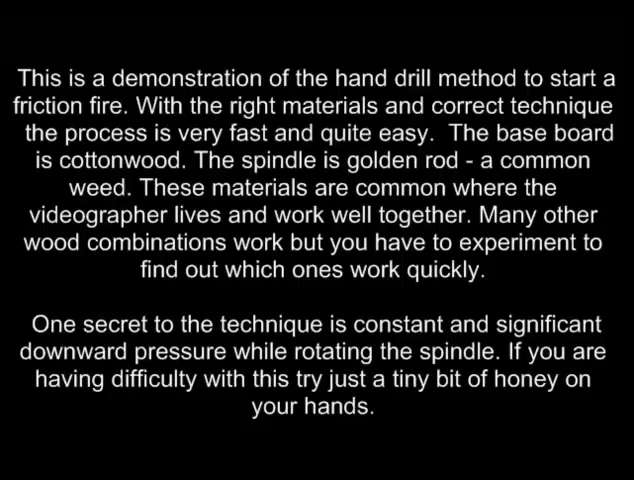 This is a demonstration of the hand drill method to start a
friction fire. With the right materials and correct technique
the process is very fast and quite easy.  The base board
is cottonwood. The spindle is golden rod - a common
weed. These materials are common where the
videographer lives and work well together. Many other
wood combinations work but you have to experiment to
find out which ones work quickly.
One secret to the technique is constant and significant
downward pressure while rotating the spindle. If you are
having difficulty with this try just a tiny bit of honey on
your hands.